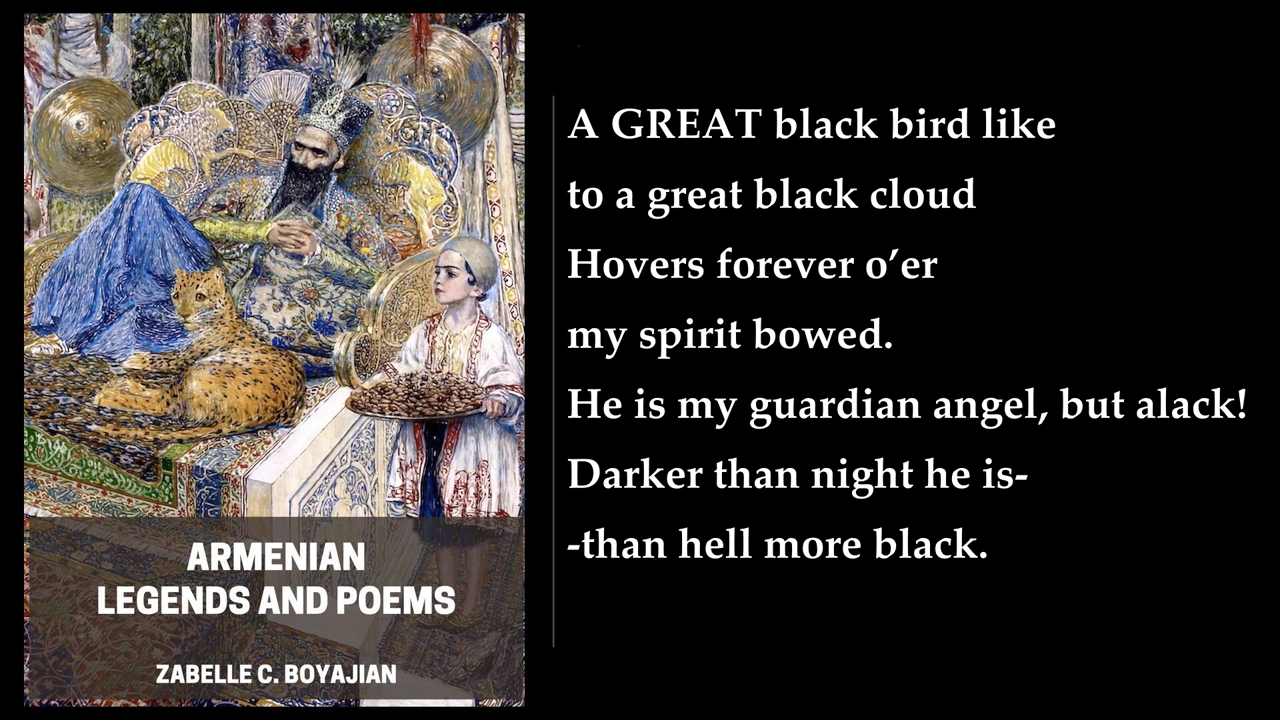 ARMENIAN
LEGENDS AND POEMS
ZABELLE C. BOYAJIAN
A GREAT black bird like
to a great black cloud
Hovers forever o’er
my spirit bowed.
He is my guardian angel, but alack!
Darker than night he is-
-than hell more black.